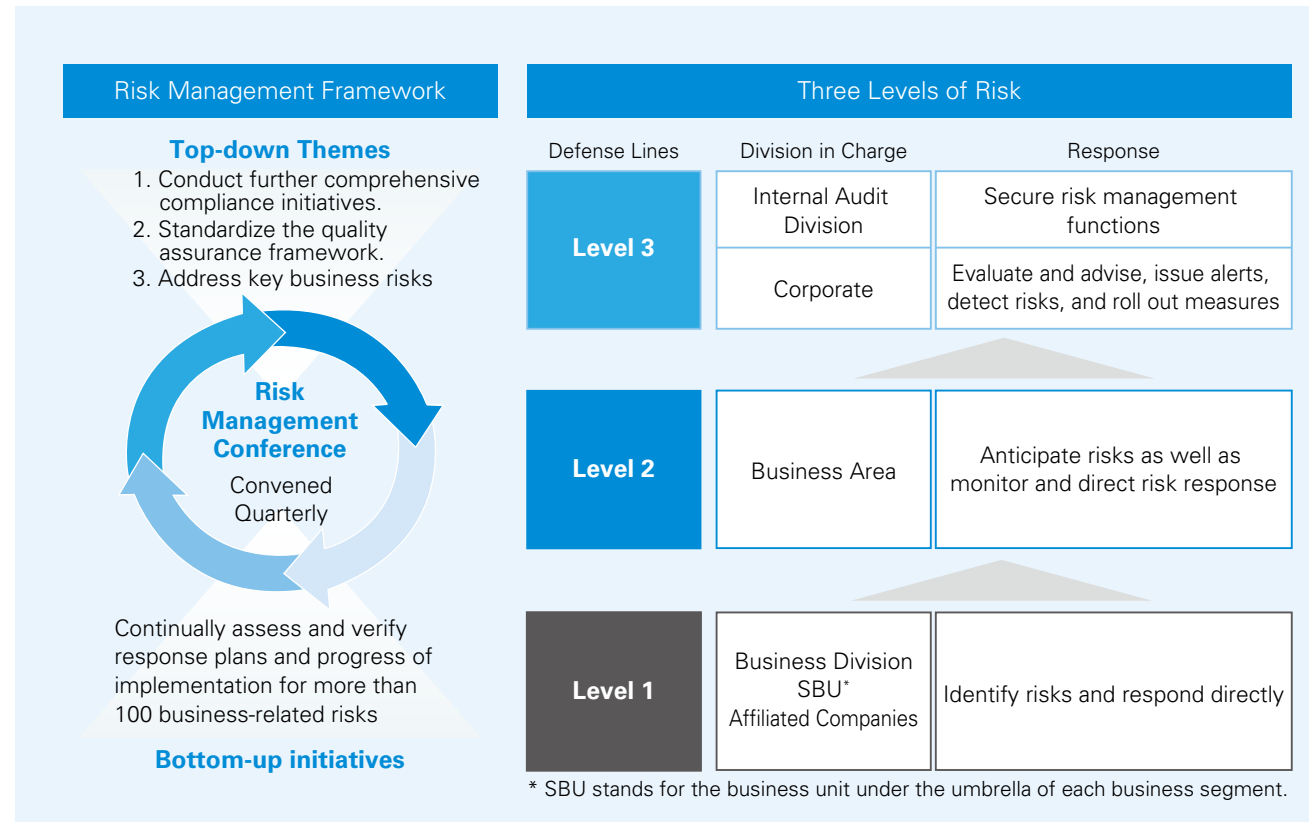 Risk Management Framework
Top-down Themes
1. Conduct further comprehensive
compliance initiatives.
2. Standardize the quality
assurance framework.
3. Address key business risks
Risk
Management
Conference
Convened
Quarterly
Continually assess and verify
response plans and progress of
implementation for more than
100 business-related risks
Bottom-up initiatives
Three Levels of Risk
Defense Lines
Division in Charge
Response
Level 3
Internal Audit
Division
Secure risk management
functions
Corporate
Evaluate and advise, issue alerts,
detect risks, and roll out measures
Level 2
Business Area
Anticipate risks as well as
monitor and direct risk response
Level 1
Business Division
SBU*
Affiliated Companies
Identify risks and respond directly
* SBU stands for the business unit under the umbrella of each business segment.